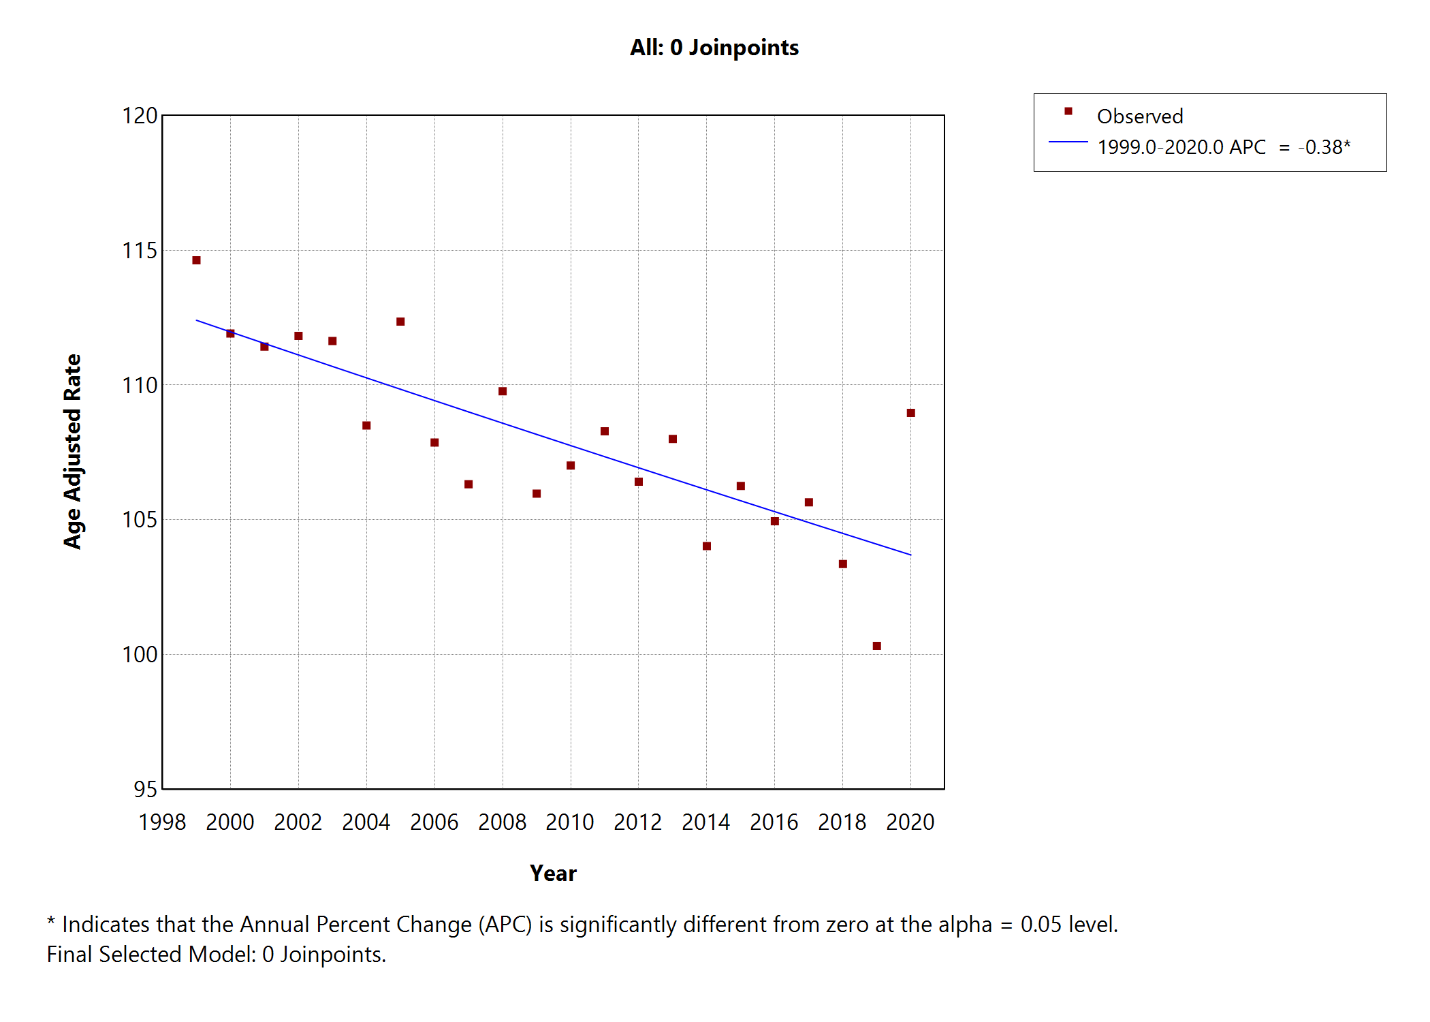 All: 0 Joinpoints
Observed
1999.0-2020.0 APC = -0.38*
120
115
110
105
100
95
Age Adjusted Rate
1998 2000 2002 2004 2006 2008 2010 2012 2014 2016 2018 2020
Year
* Indicates that the Annual Percent Change (APC) is significantly different from zero at the alpha = 0.05 level.
Final Selected Model: 0 Joinpoints.